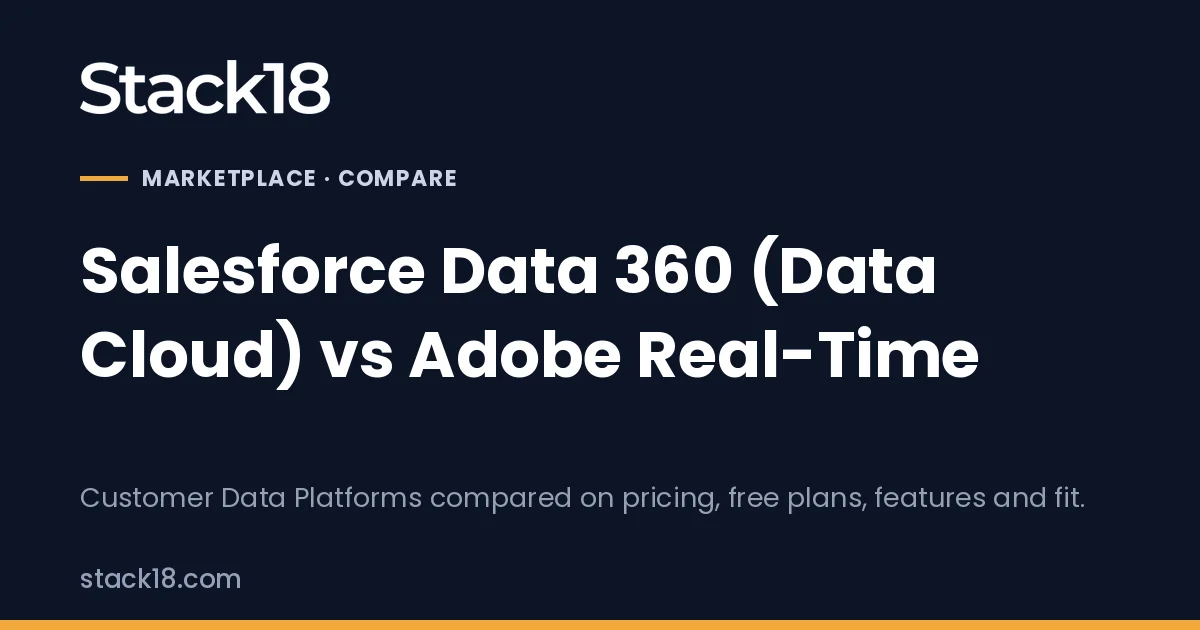 Stack18
MARKETPLACE · COMPARE
Salesforce Data 360 (Data
Cloud) vs Adobe Real-Time
Customer Data Platforms compared on pricing, free plans, features and fit.
stack18.com